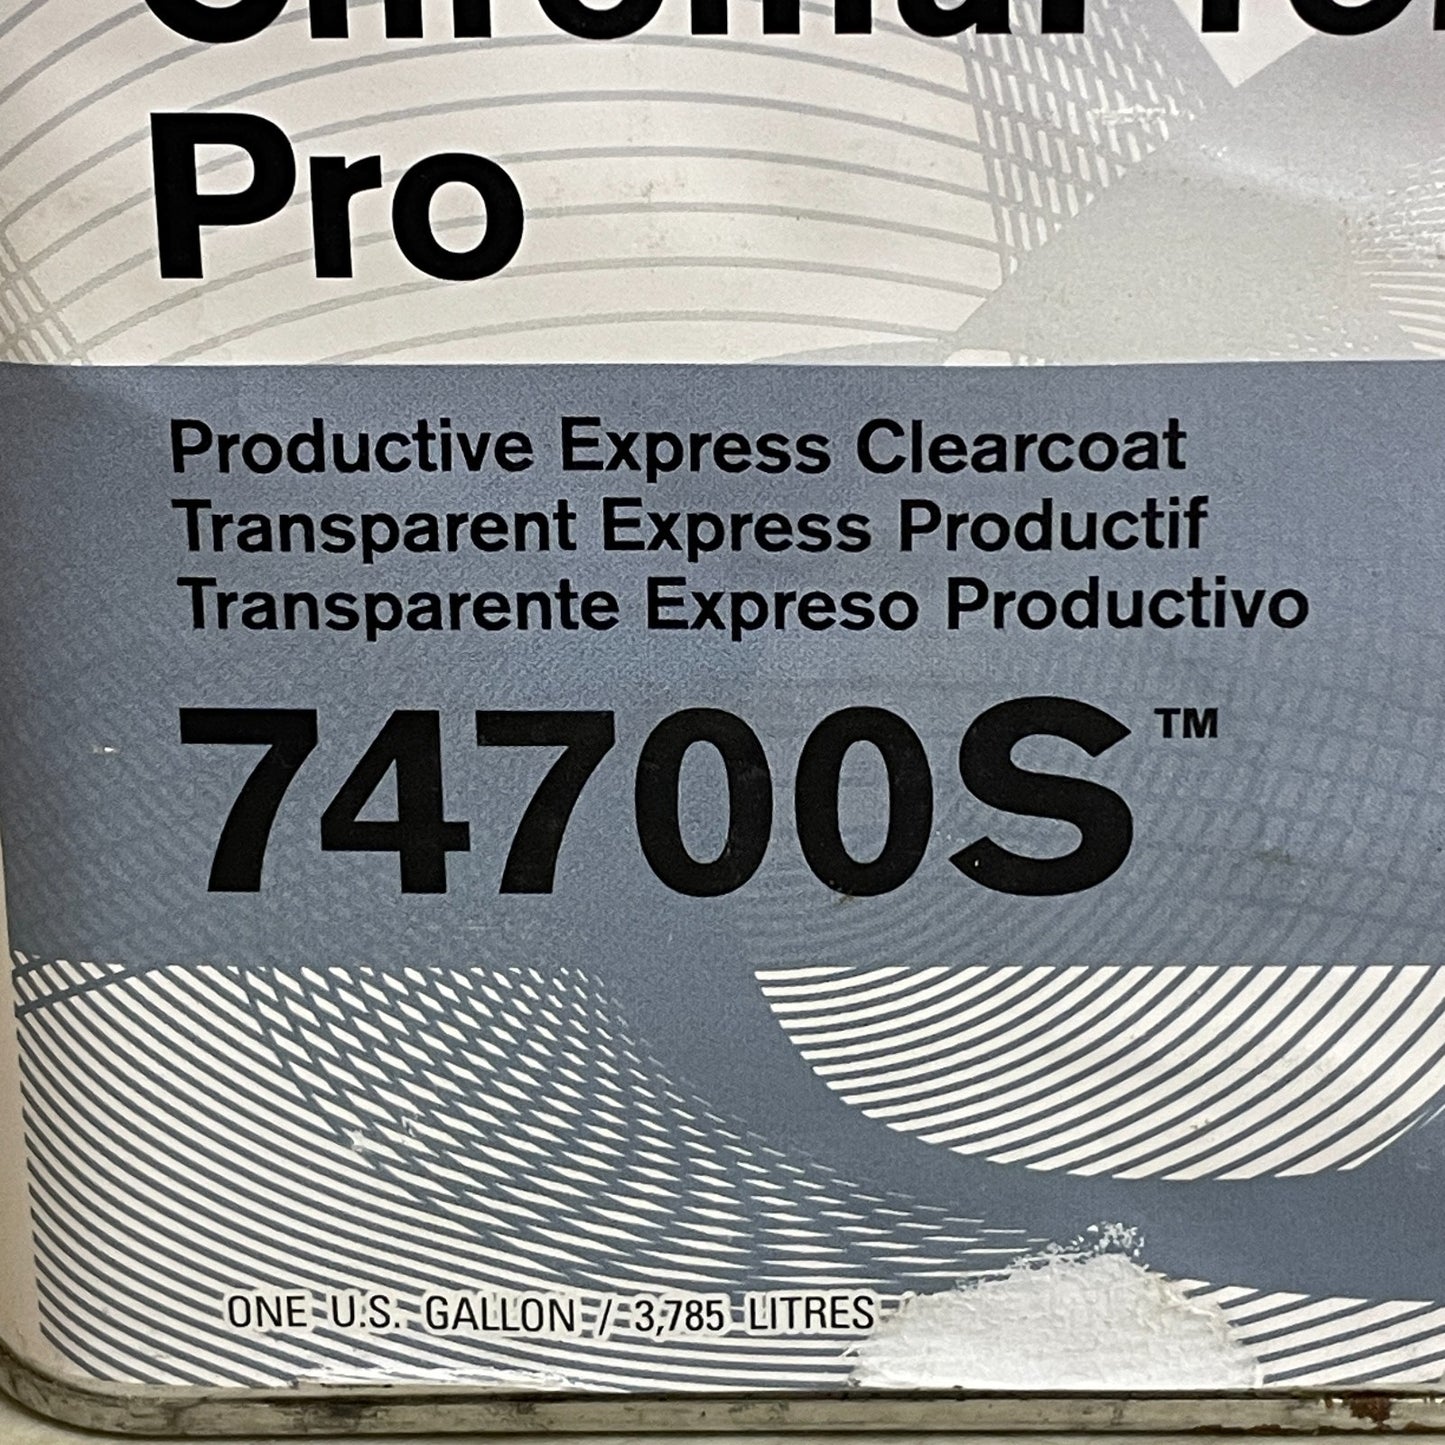 Pro
Productive Express Clearcoat
Transparent Express Productif
Transparente Expreso Productivo
74700S™
ONE U.S. GALLON / 3,785 LITRES